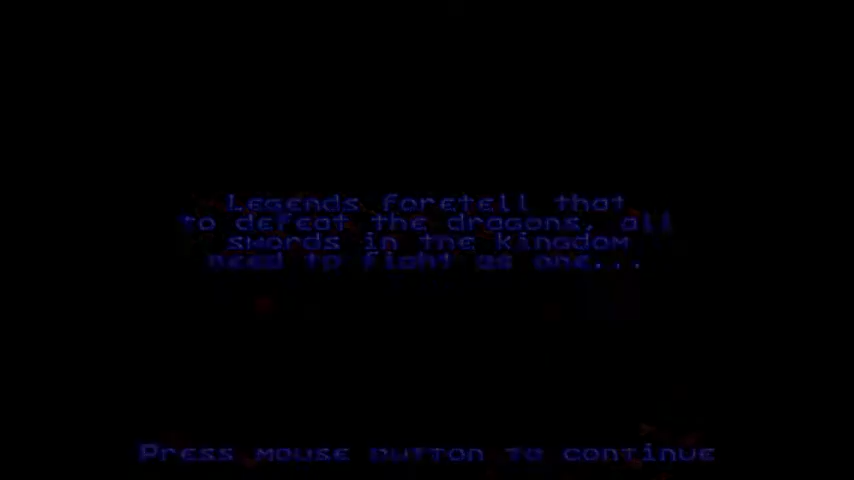 Legends foretell that
to defeat the dragons, all
swords in the kingdom
need to fight as one...
Press mouse button to continue